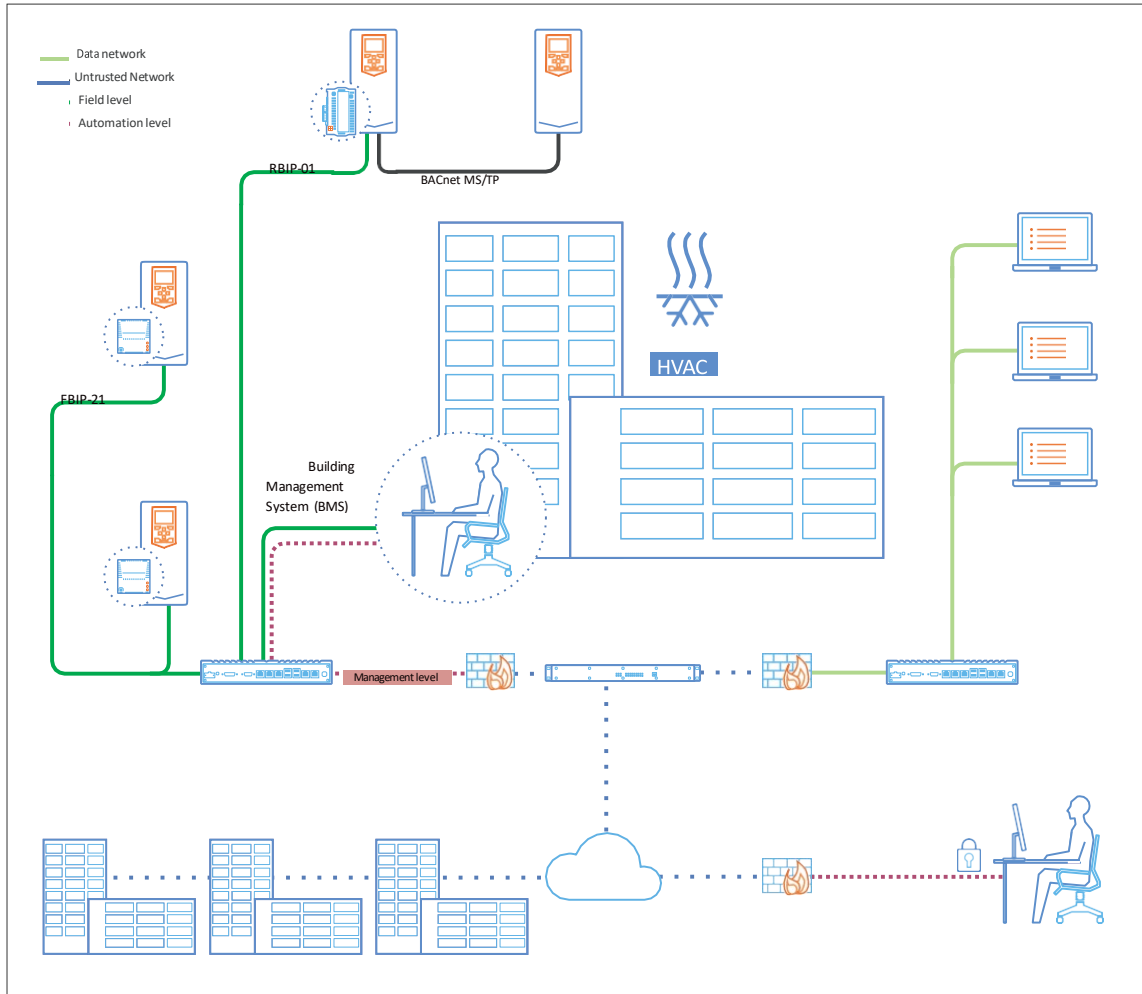 Data network
Untrusted Network
Field level
Automation level
RBIP-01
BACnet MS/TP
HVAC
FBIP-21
Building
Management
System (BMS)
Management level